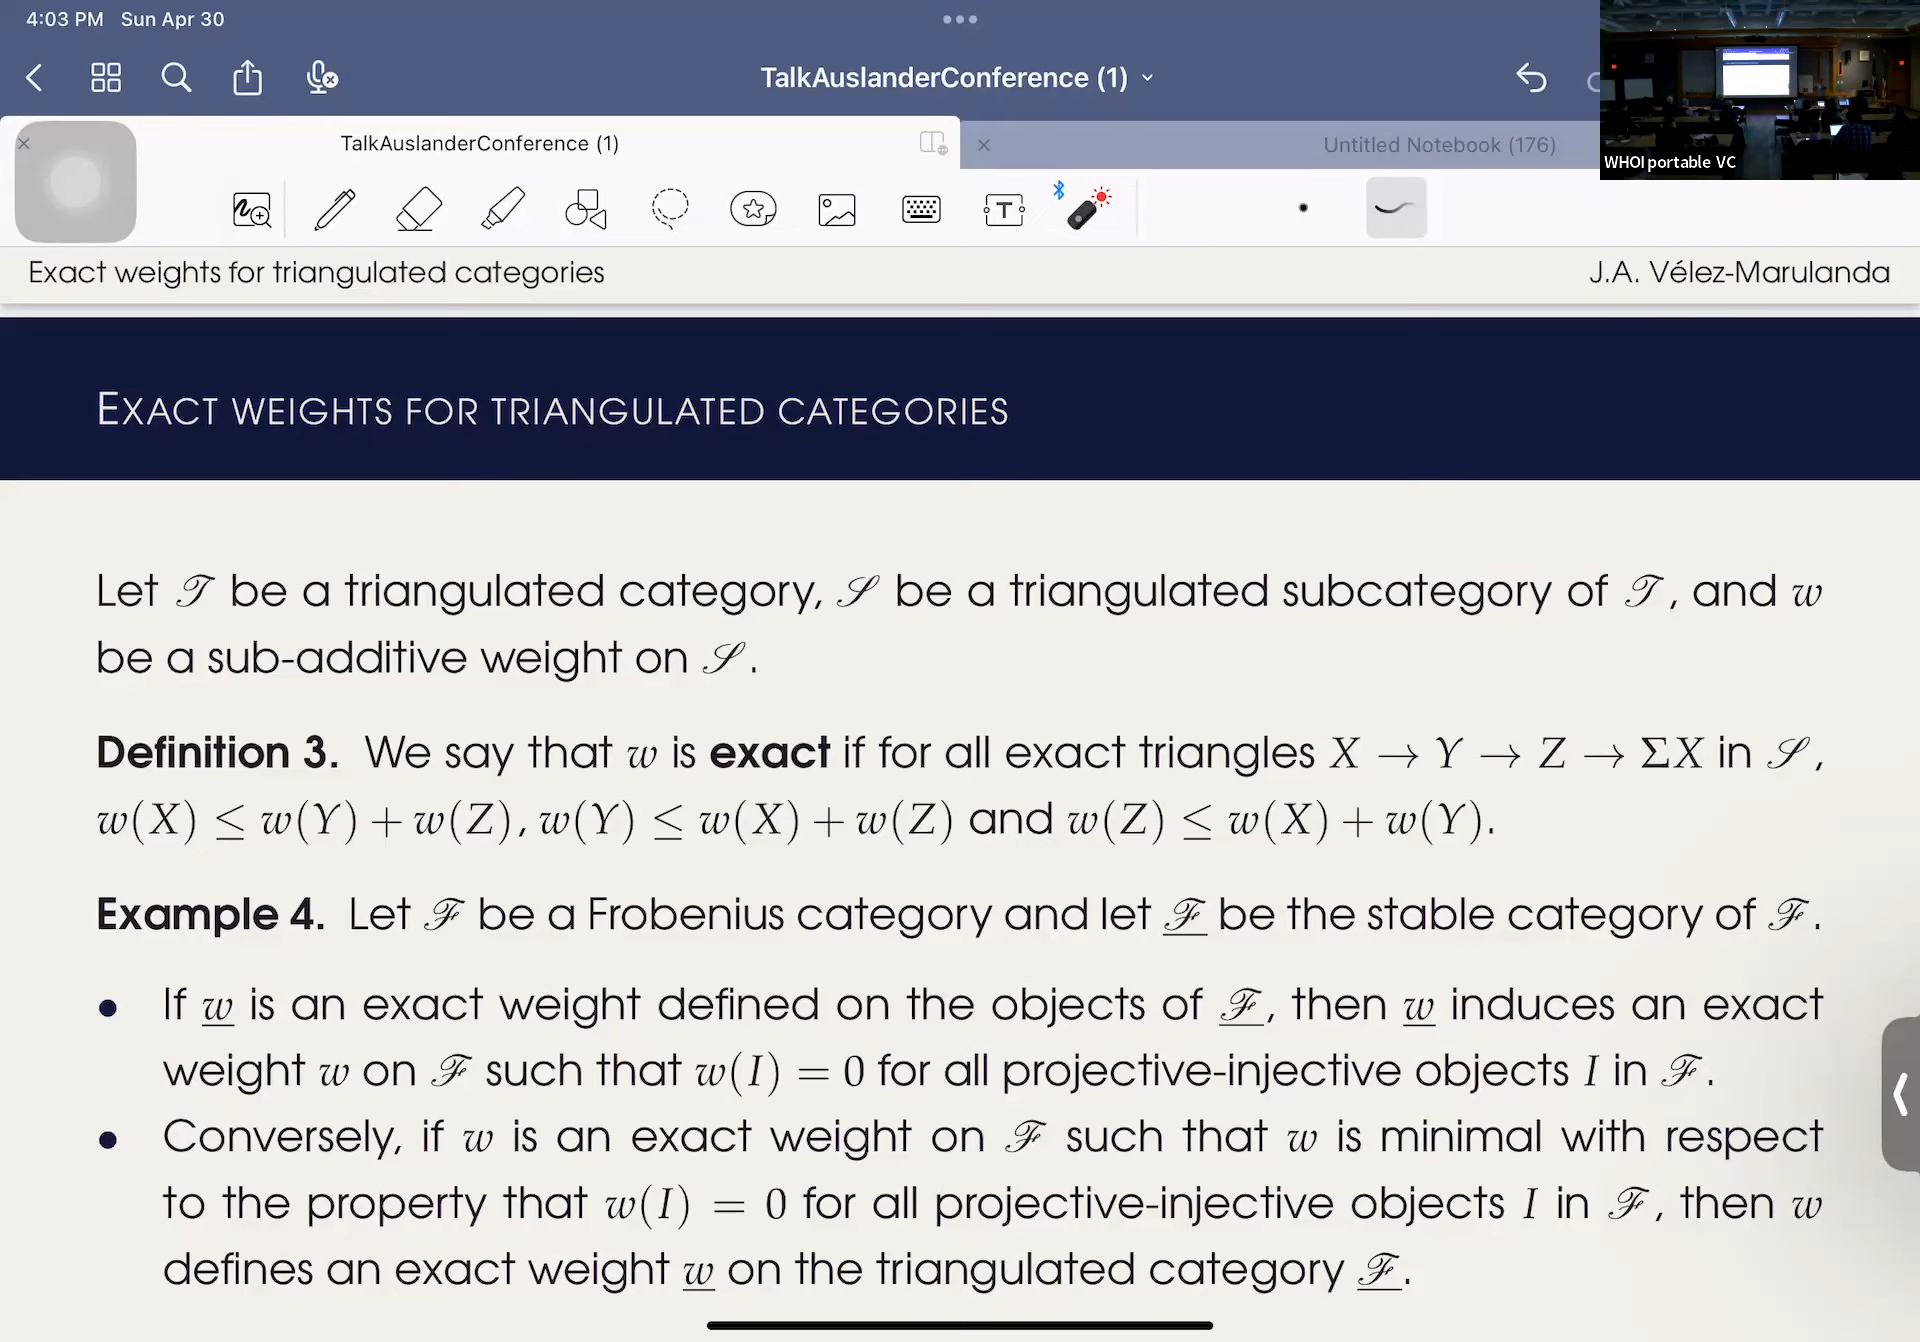 4:03 PM Sun Apr 30
TalkAuslanderConference (1)
TalkAuslanderConference (1)
Untitled Notebook (176)
WHOI portable VC
Exact weights for triangulated categories
J.A. Vélez-Marulanda
EXACT WEIGHTS FOR TRIANGULATED CATEGORIES
Let 𝒯 be a triangulated category, 𝒮 be a triangulated subcategory of 𝒯, and w
be a sub-additive weight on 𝒮.
Definition 3. We say that w is exact if for all exact triangles X → Y → Z → ΣX in 𝒮,
w(X) ≤ w(Y) + w(Z), w(Y) ≤ w(X) + w(Z) and w(Z) ≤ w(X) + w(Y).
Example 4. Let ℱ be a Frobenius category and let ℱ̲ be the stable category of ℱ.
• If w̲ is an exact weight defined on the objects of ℱ̲, then w̲ induces an exact
weight w on ℱ such that w(I) = 0 for all projective-injective objects I in ℱ.
• Conversely, if w is an exact weight on ℱ such that w is minimal with respect
to the property that w(I) = 0 for all projective-injective objects I in ℱ, then w
defines an exact weight w̲ on the triangulated category ℱ̲.